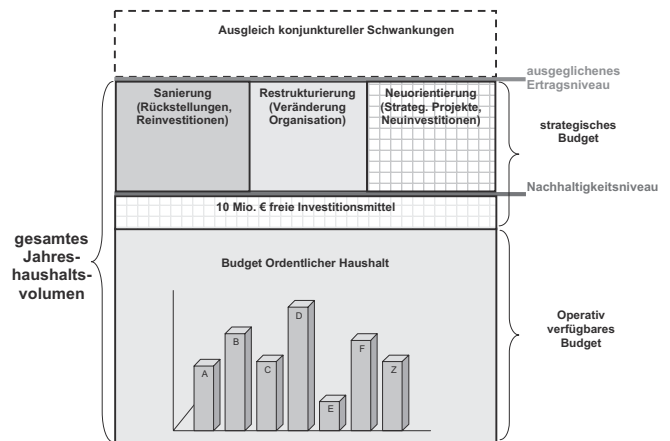 Ausgleich konjunktureller Schwankungen
ausgeglichenes
Ertragsniveau
Sanierung
(Rückstellungen,
Reinvestitionen)
Restrukturierung
(Veränderung
Organisation)
Neuorientierung
(Strateg. Projekte,
Neuinvestitionen)
strategisches
Budget
Nachhaltigkeitsniveau
10 Mio. € freie Investitionsmittel
gesamtes
Jahres-
haushalts-
volumen
Budget Ordentlicher Haushalt
Operativ
verfügbares
Budget
A
B
C
D
E
F
Z